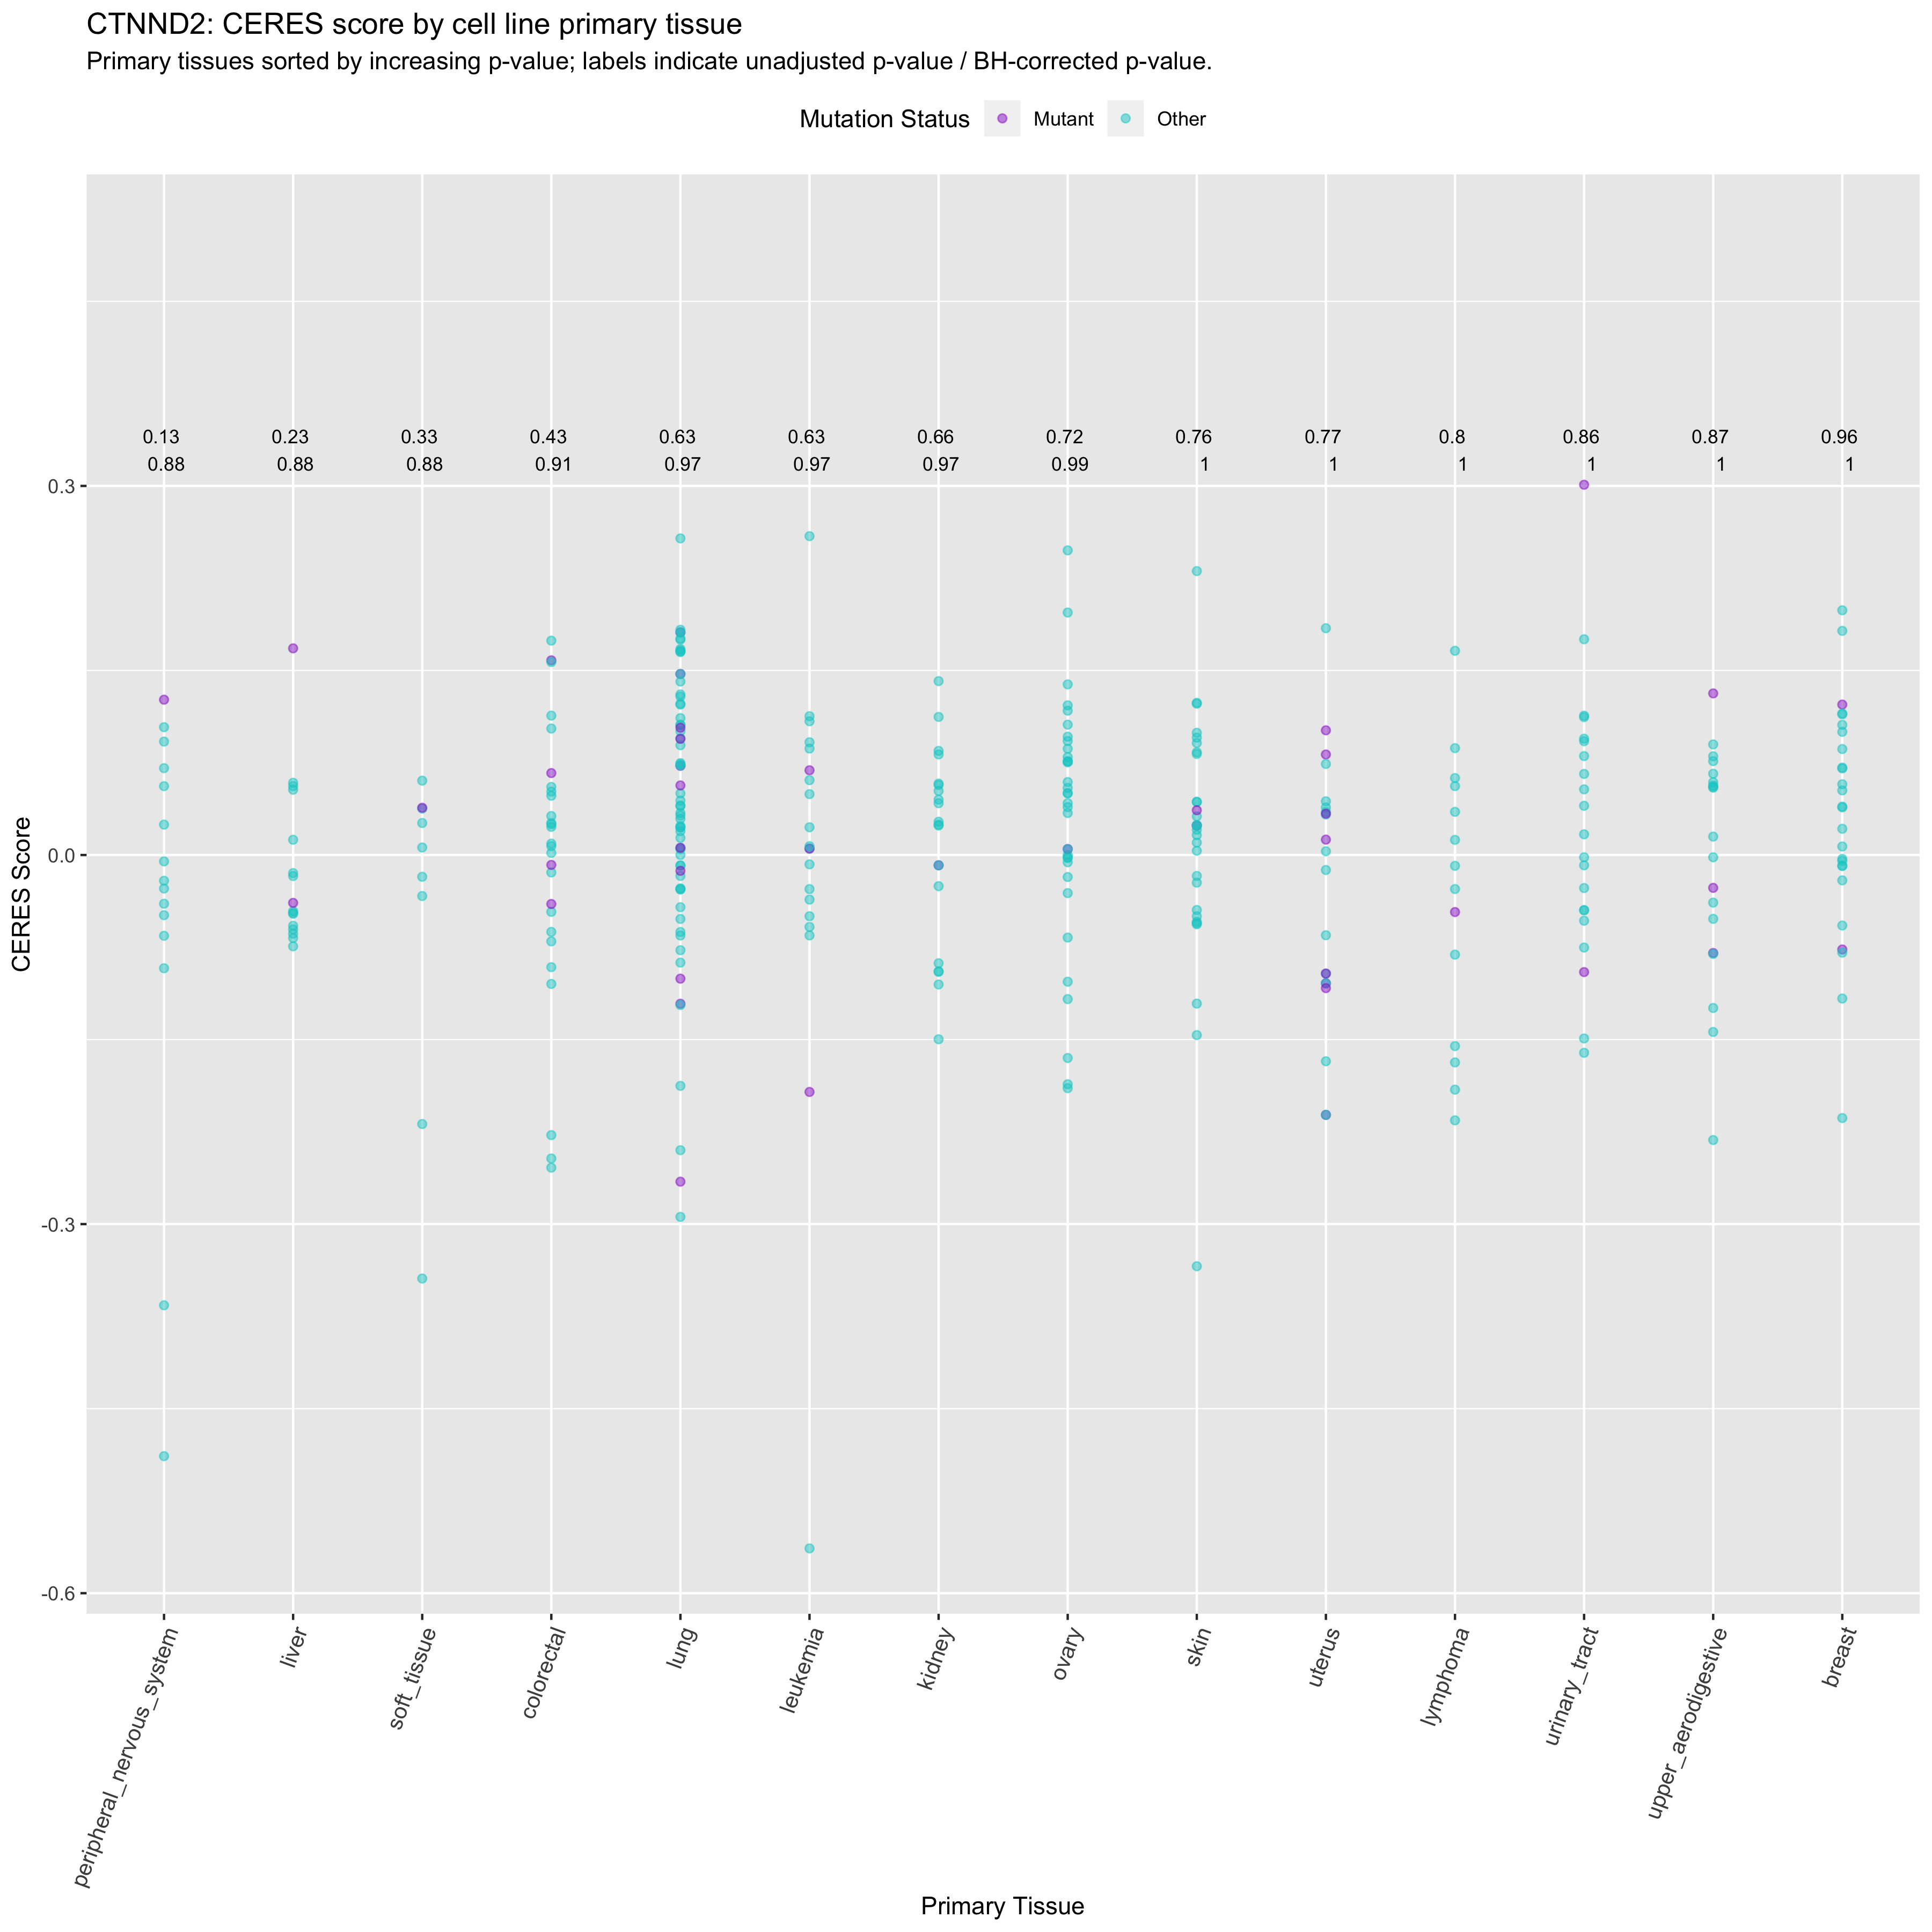 CTNND2: CERES score by cell line primary tissue
Primary tissues sorted by increasing p-value; labels indicate unadjusted p-value / BH-corrected p-value.
Mutation Status Mutant Other
0.13 0.23 0.33 0.43 0.63 0.63 0.66 0.72 0.76 0.77 0.8 0.86 0.87 0.96
0.88 0.88 0.88 0.91 0.97 0.97 0.97 0.99 1 1 1 1 1 1
0.3
0.0
-0.3
-0.6
CERES Score
peripheral_nervous_system
liver
soft_tissue
colorectal
lung
leukemia
kidney
ovary
skin
uterus
lymphoma
urinary_tract
upper_aerodigestive
breast
Primary Tissue